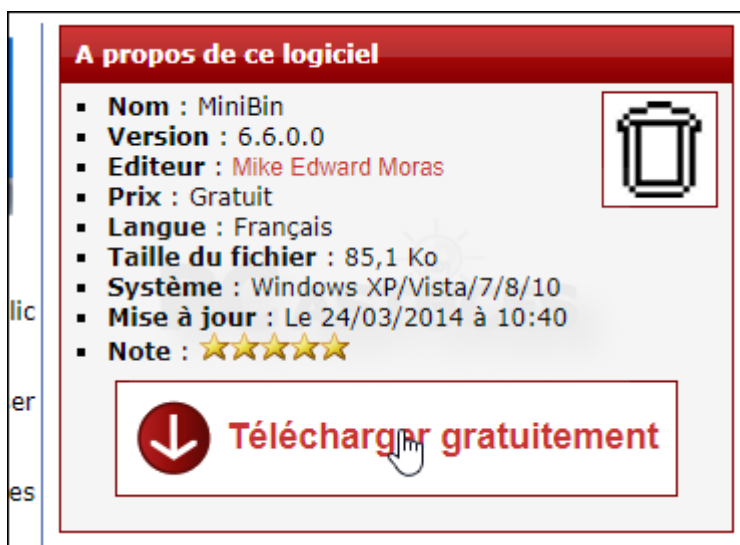 A propos de ce logiciel
Nom : MiniBin
Version : 6.6.0.0
Editeur : Mike Edward Moras
Prix : Gratuit
Langue : Français
Taille du fichier : 85,1 Ko
Système : Windows XP/Vista/7/8/10
lic
Mise à jour : Le 24/03/2014 à 10:40
Note :
er
Télécharger gratuitement
es